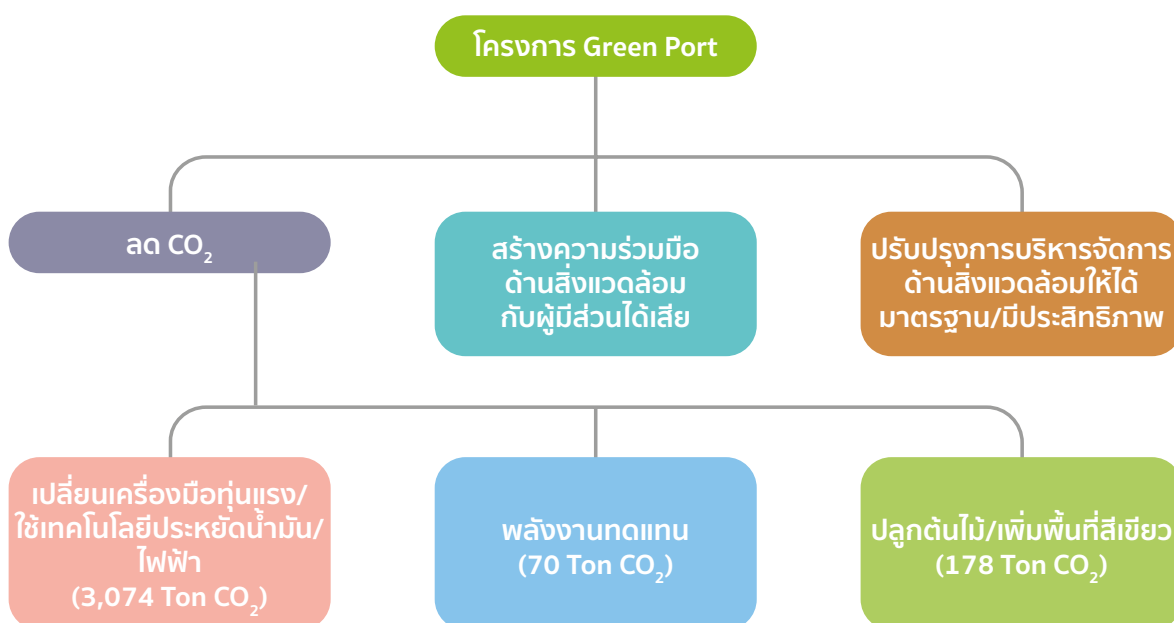 โครงการ Green Port
ลด CO₂
สร้างความร่วมมือ
ด้านสิ่งแวดล้อม
กับผู้มีส่วนได้เสีย
ปรับปรุงการบริหารจัดการ
ด้านสิ่งแวดล้อมให้ได้
มาตรฐาน/มีประสิทธิภาพ
เปลี่ยนเครื่องมือทุ่นแรง/
ใช้เทคโนโลยีประหยัดน้ำมัน/
ไฟฟ้า
(3,074 Ton CO₂)
พลังงานทดแทน
(70 Ton CO₂)
ปลูกต้นไม้/เพิ่มพื้นที่สีเขียว
(178 Ton CO₂)